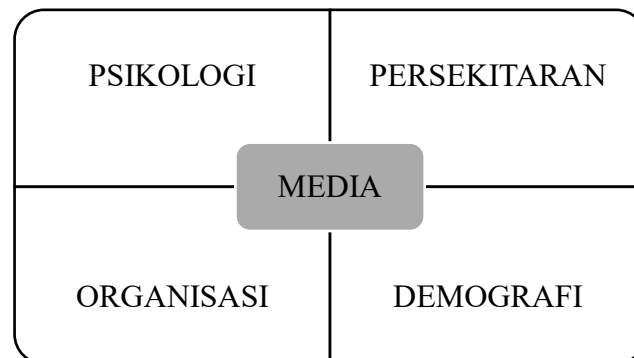 PSIKOLOGI
PERSEKITARAN
MEDIA
ORGANISASI
DEMOGRAFI